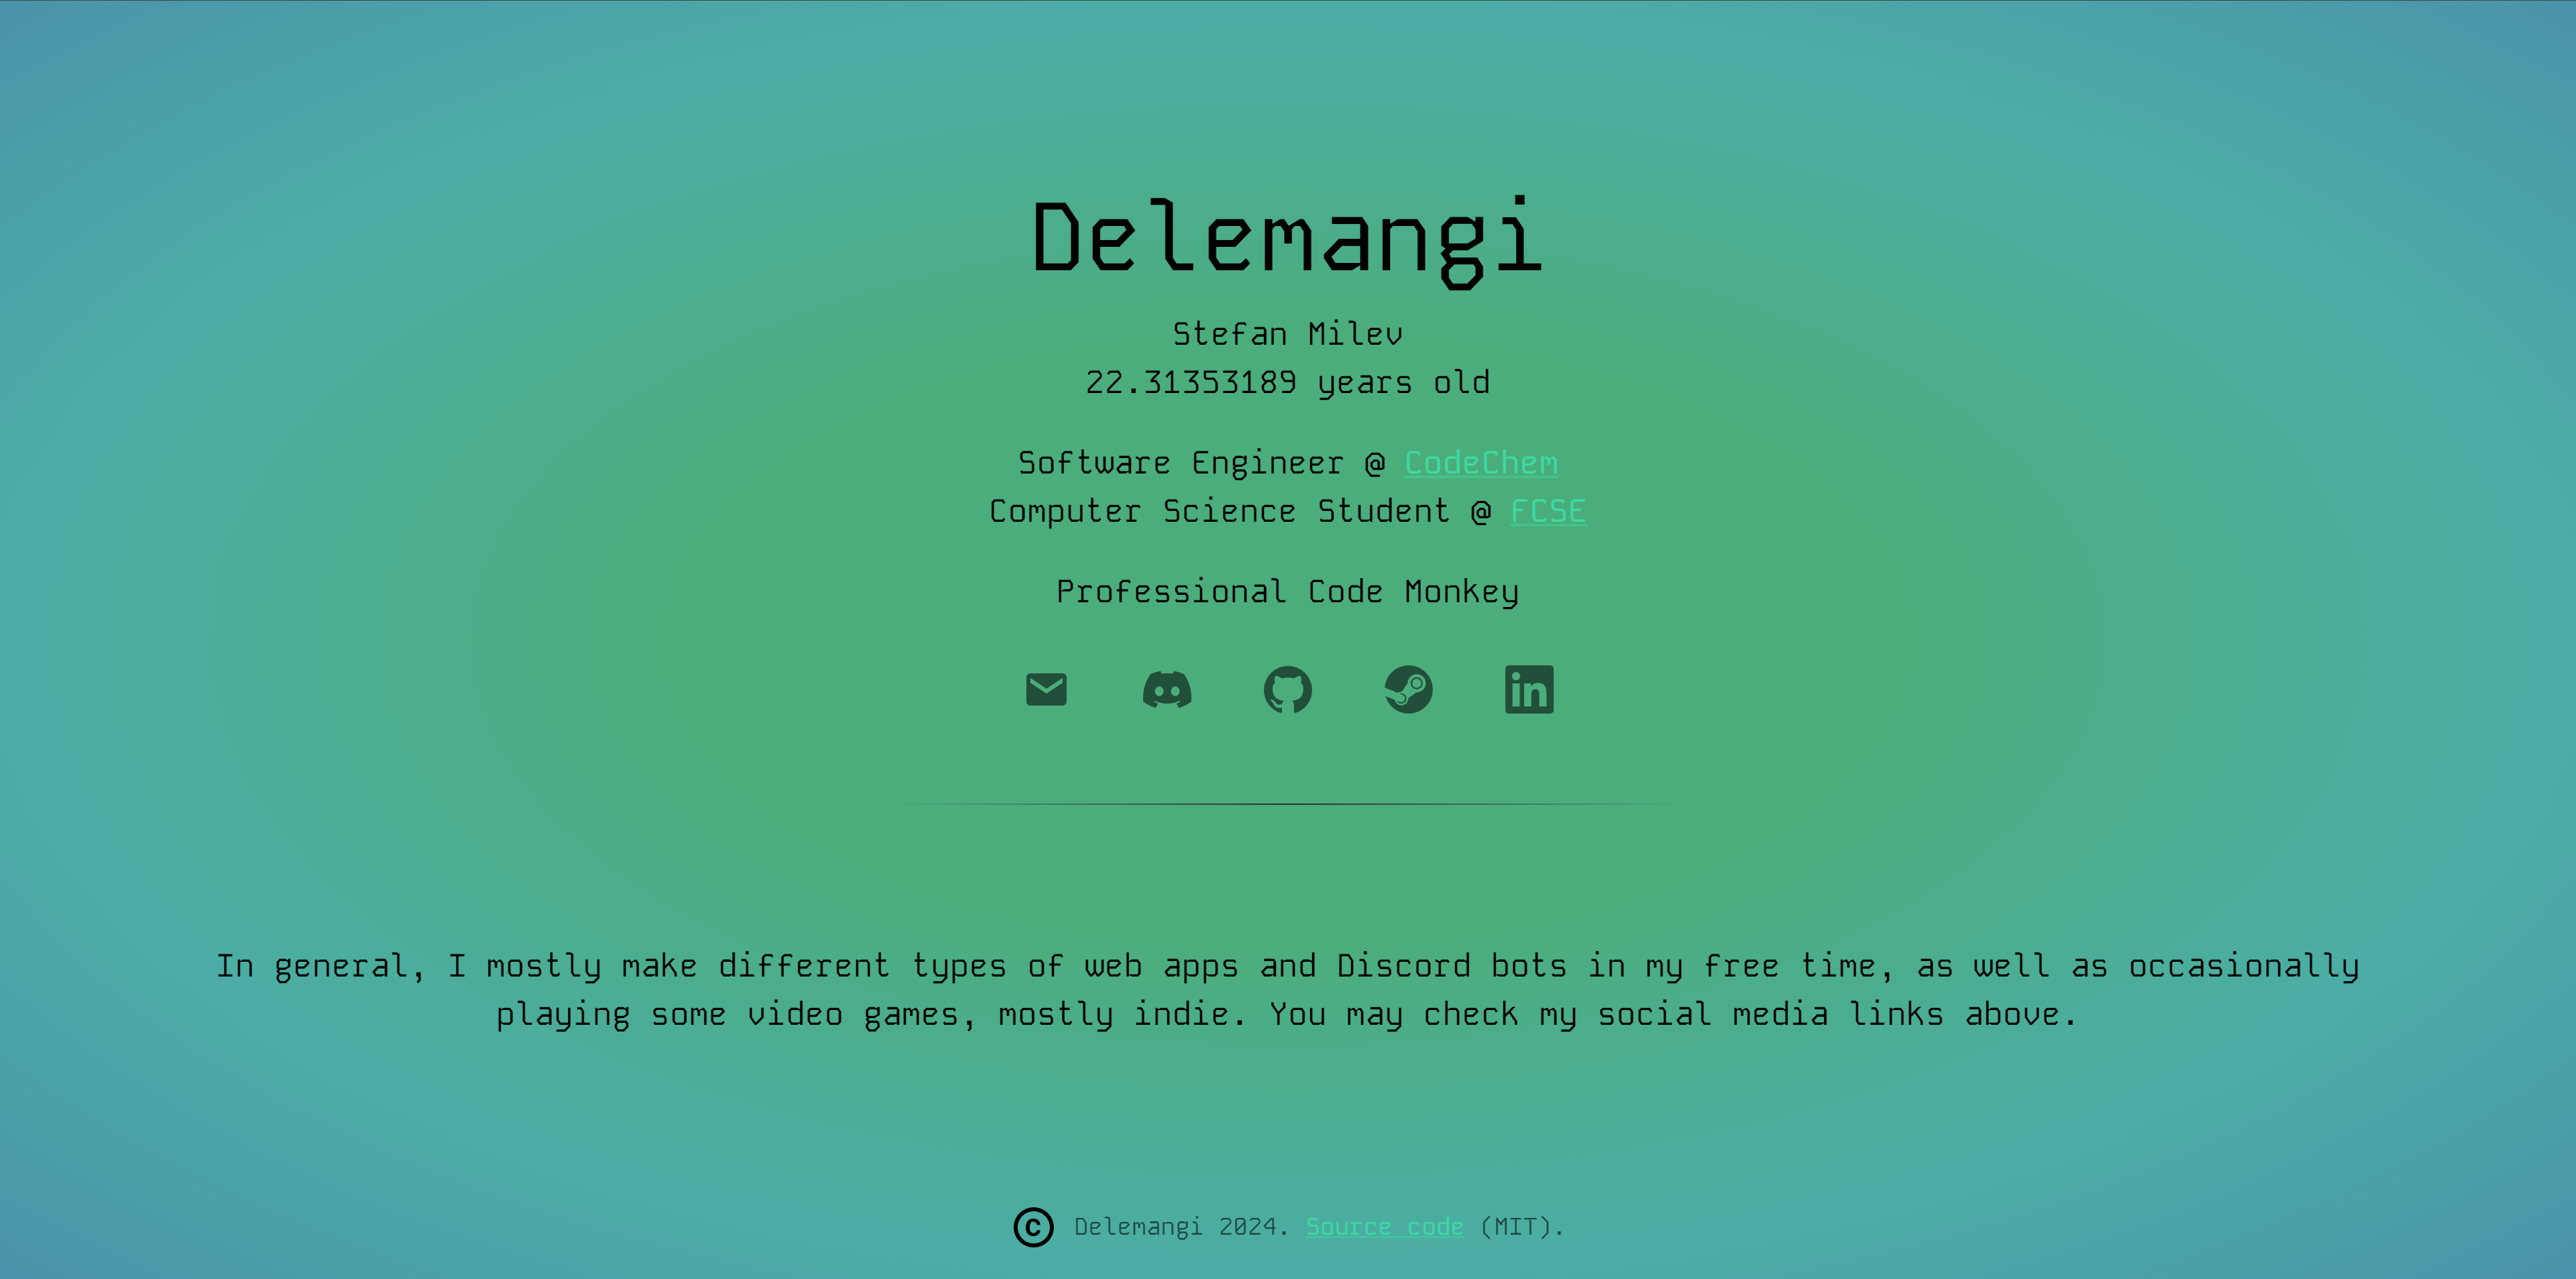 Delemangi
Stefan Milev
22.31353189 years old
Software Engineer @ CodeChem
Computer Science Student @ FCSE
Professional Code Monkey
in
In general, I mostly make different types of web apps and Discord bots in my free time, as well as occasionally
playing some video games, mostly indie. You may check my social media links above.
© Delemangi 2024. Source code (MIT).